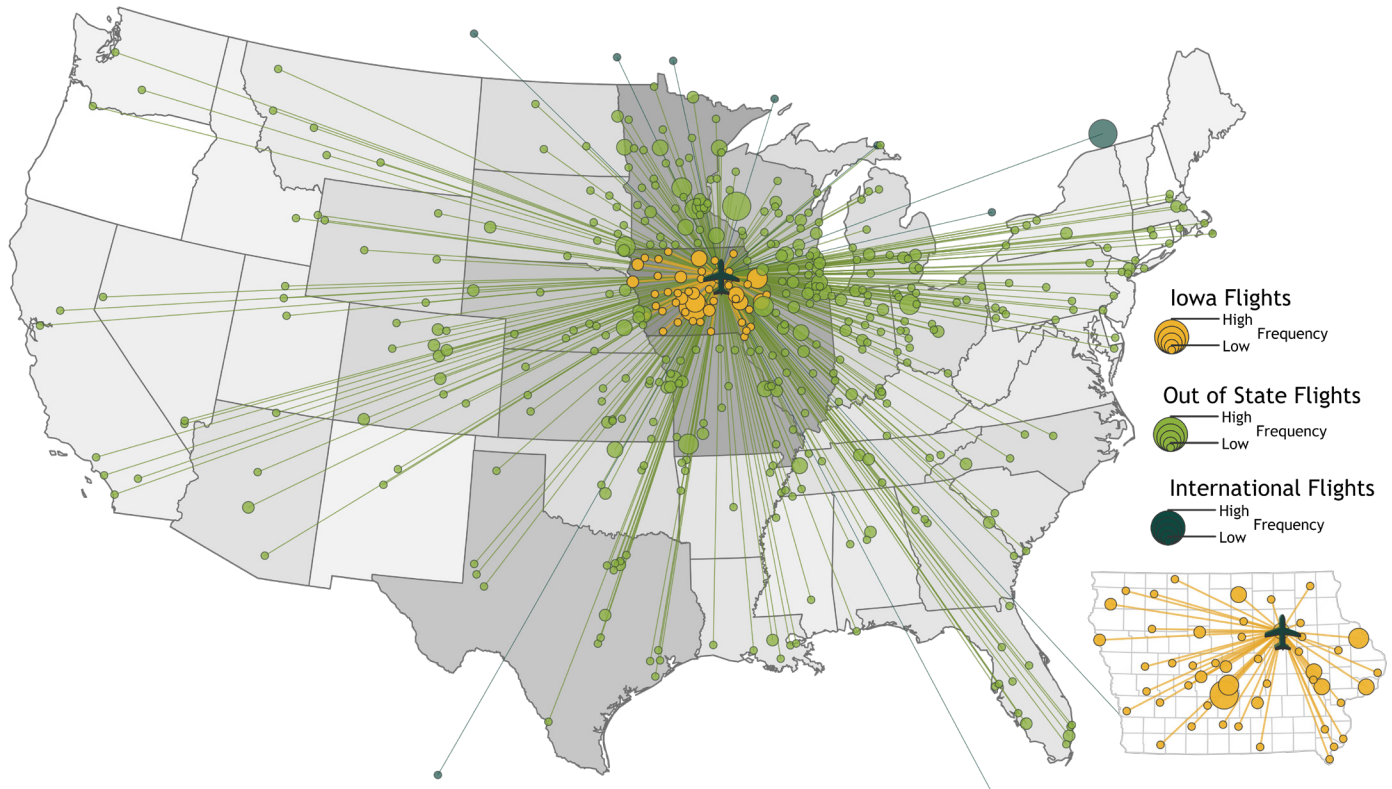 Iowa Flights
High
Frequency
Low
Out of State Flights
High
Frequency
Low
International Flights
High
Frequency
Low